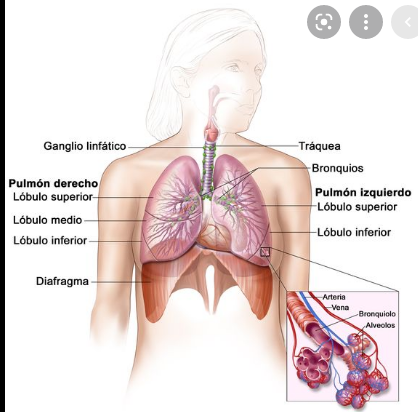 Ganglio linfático
Tráquea
Bronquios
Pulmón derecho
Lóbulo superior
Lóbulo medio
Lóbulo inferior
Pulmón izquierdo
Lóbulo superior
Lóbulo inferior
Diafragma
Arteria
Vena
Bronquiolo
Alveolos